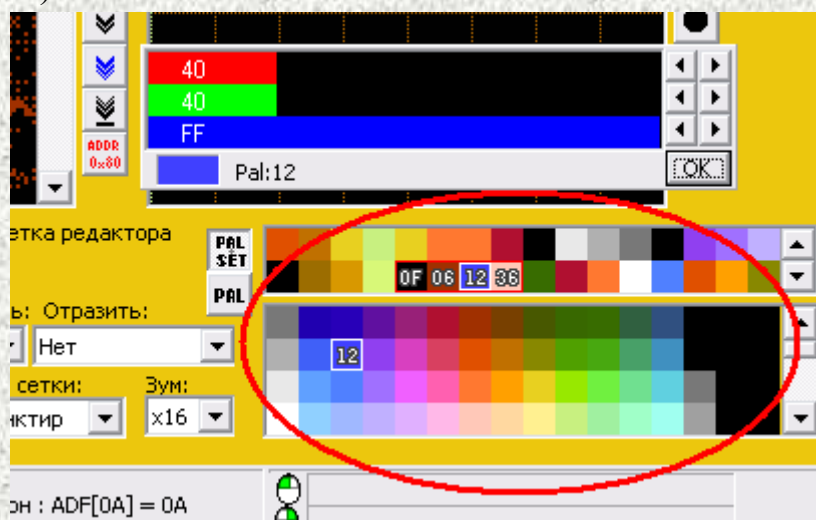 40
40
FF
ADDR
0x80
Pal:12
OK
етка редактора
PAL
SET
PAL
0F 06 12 36
ь: Отразить:
Нет
12
сетки: Зум:
нктир x16
он : ADF[0A] = 0A